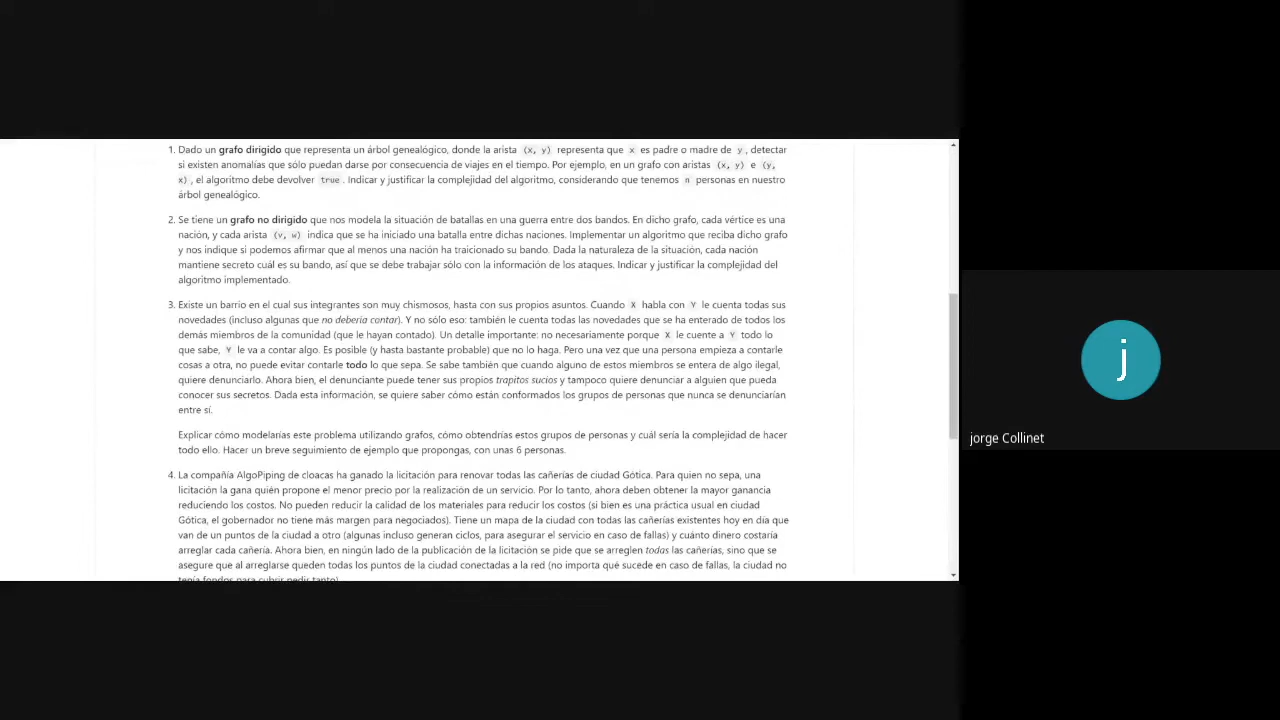 1. Dado un grafo dirigido que representa un árbol genealógico, donde la arista (x, y) representa que x es padre o madre de y, detectar
si existen anomalías que sólo puedan darse por consecuencia de viajes en el tiempo. Por ejemplo, en un grafo con aristas (x, y) e (y,
x), el algoritmo debe devolver true. Indicar y justificar la complejidad del algoritmo, considerando que tenemos n personas en nuestro
árbol genealógico.
2. Se tiene un grafo no dirigido que nos modela la situación de batallas en una guerra entre dos bandos. En dicho grafo, cada vértice es una
nación, y cada arista (v, w) indica que se ha iniciado una batalla entre dichas naciones. Implementar un algoritmo que reciba dicho grafo
y nos indique si podemos afirmar que al menos una nación ha traicionado su bando. Dada la naturaleza de la situación, cada nación
mantiene secreto cuál es su bando, así que se debe trabajar sólo con la información de los ataques. Indicar y justificar la complejidad del
algoritmo implementado.
3. Existe un barrio en el cual sus integrantes son muy chismosos, hasta con sus propios asuntos. Cuando X habla con Y le cuenta todas sus
novedades (incluso algunas que no debería contar). Y no sólo eso: también le cuenta todas las novedades que se ha enterado de todos los
demás miembros de la comunidad (que le hayan contado). Un detalle importante: no necesariamente porque X le cuente a Y todo lo
que sabe, Y le va a contar algo. Es posible (y hasta bastante probable) que no lo haga. Pero una vez que una persona empieza a contarle
cosas a otra, no puede evitar contarle todo lo que sepa. Se sabe también que cuando alguno de estos miembros se entera de algo ilegal,
quiere denunciarlo. Ahora bien, el denunciante puede tener sus propios trapitos sucios y tampoco quiere denunciar a alguien que pueda
conocer sus secretos. Dada esta información, se quiere saber cómo están conformados los grupos de personas que nunca se denunciarían
entre sí.
Explicar cómo modelarías este problema utilizando grafos, cómo obtendrías estos grupos de personas y cuál sería la complejidad de hacer
todo ello. Hacer un breve seguimiento de ejemplo que propongas, con unas 6 personas.
4. La compañía AlgoPiping de cloacas ha ganado la licitación para renovar todas las cañerías de ciudad Gótica. Para quien no sepa, una
licitación la gana quién propone el menor precio por la realización de un servicio. Por lo tanto, ahora deben obtener la mayor ganancia
reduciendo los costos. No pueden reducir la calidad de los materiales para reducir los costos (si bien es una práctica usual en ciudad
Gótica, el gobernador no tiene más margen para negociados). Tiene un mapa de la ciudad con todas las cañerías existentes hoy en día que
van de un puntos de la ciudad a otro (algunas incluso generan ciclos, para asegurar el servicio en caso de fallas) y cuánto dinero costaría
arreglar cada cañería. Ahora bien, en ningún lado de la publicación de la licitación se pide que se arreglen todas las cañerías, sino que se
asegure que al arreglarse queden todos los puntos de la ciudad conectadas a la red (no importa qué sucede en caso de fallas, la ciudad no
tenía fondos para cubrir pedir tanto)
j
jorge Collinet